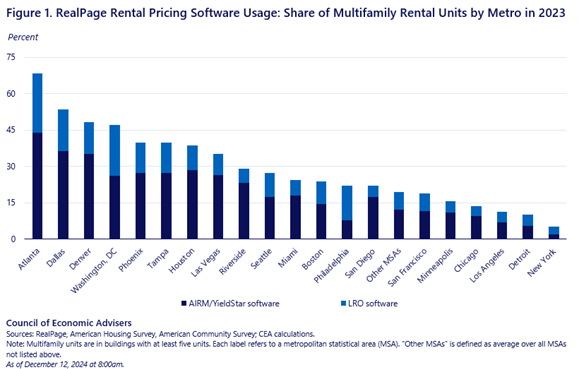 Figure 1. RealPage Rental Pricing Software Usage: Share of Multifamily Rental Units by Metro in 2023
Percent
75
60
45
30
15
0
Atlanta
Dallas
Denver
Washington, DC
Phoenix
Tampa
Houston
Las Vegas
Riverside
Seattle
Miami
Boston
Philadelphia
San Diego
Other MSAs
San Francisco
Minneapolis
Chicago
Los Angeles
Detroit
New York
AIRM/YieldStar software
LRO software
Council of Economic Advisers
Sources: RealPage, American Housing Survey, American Community Survey; CEA calculations.
Note: Multifamily units are in buildings with at least five units. Each label refers to a metropolitan statistical area (MSA). "Other MSAs" is defined as average over all MSAs
not listed above.
As of December 12, 2024 at 8:00am.